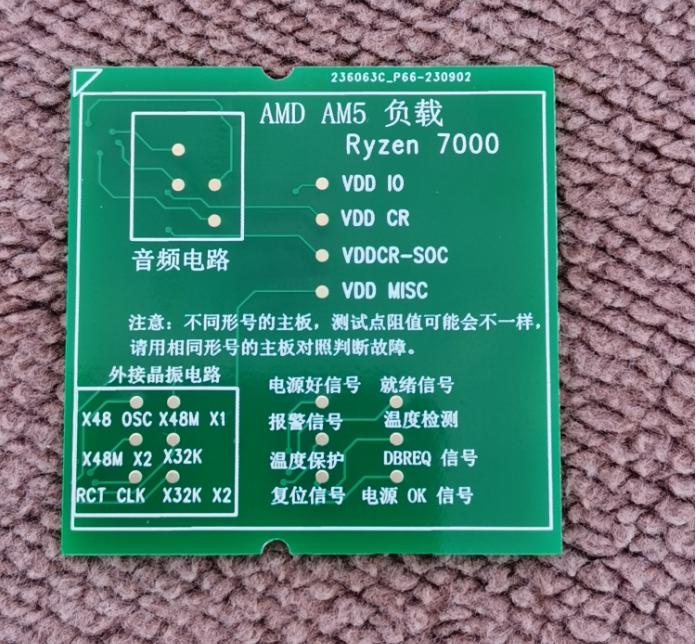 236063C_P66-230902
AMD AM5 负载
Ryzen 7000
VDD IO
VDD CR
VDDCR-SOC
VDD MISC
音频电路
注意：不同形号的主板，测试点阻值可能会不一样，
请用相同形号的主板对照判断故障。
外接晶振电路
X48 OSC X48M X1
X48M X2 X32K
RCT CLK X32K X2
电源好信号 就绪信号
报警信号 温度检测
温度保护 DBREQ 信号
复位信号 电源 OK 信号